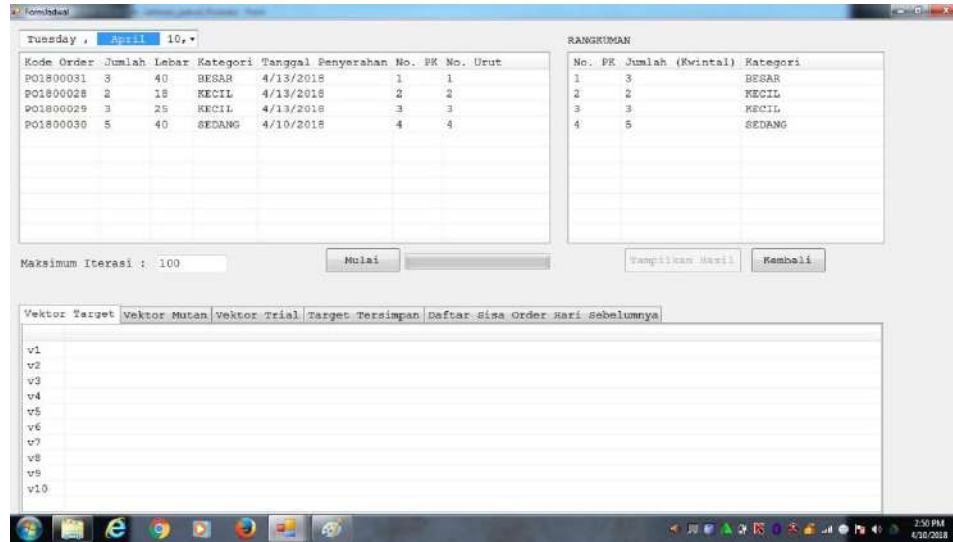 FormJadwal
Tuesday , April 10,
RANGKUMAN
Kode Order Jumlah Lebar Kategori Tanggal Penyerahan No. PK No. Urut
PO1800031 3 40 BESAR 4/13/2018 1 1
PO1800028 2 18 KECIL 4/13/2018 2 2
PO1800029 3 25 KECIL 4/13/2018 3 3
PO1800030 5 40 SEDANG 4/10/2018 4 4
No. PK Jumlah (Kwintal) Kategori
1 3 BESAR
2 2 KECIL
3 3 KECIL
4 5 SEDANG
Maksimum Iterasi : 100
Mulai
Tampilkan Hasil
Kembali
Vektor Target Vektor Mutan Vektor Trial Target Tersimpan Daftar Sisa Order Hari Sebelumnya
v1
v2
v3
v4
v5
v6
v7
v8
v9
v10
2:50 PM
4/10/2018